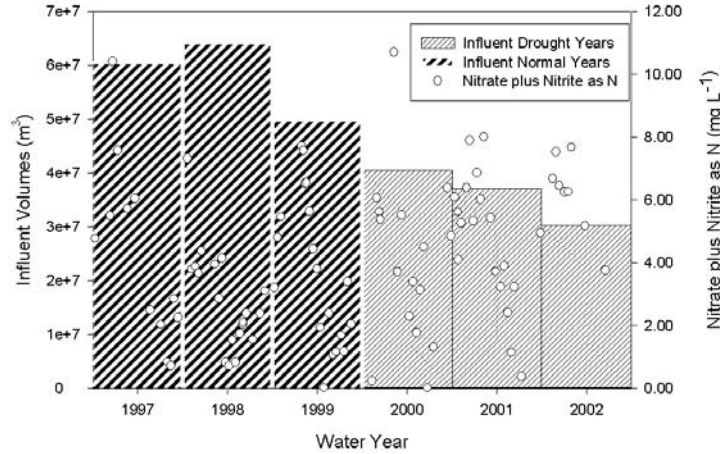 7e+7
6e+7
5e+7
4e+7
3e+7
2e+7
1e+7
0
Influent Volumes (m³)
Influent Drought Years
Influent Normal Years
Nitrate plus Nitrite as N
12.00
10.00
8.00
6.00
4.00
2.00
0.00
Nitrate plus Nitrite as N (mg L⁻¹)
1997 1998 1999 2000 2001 2002
Water Year